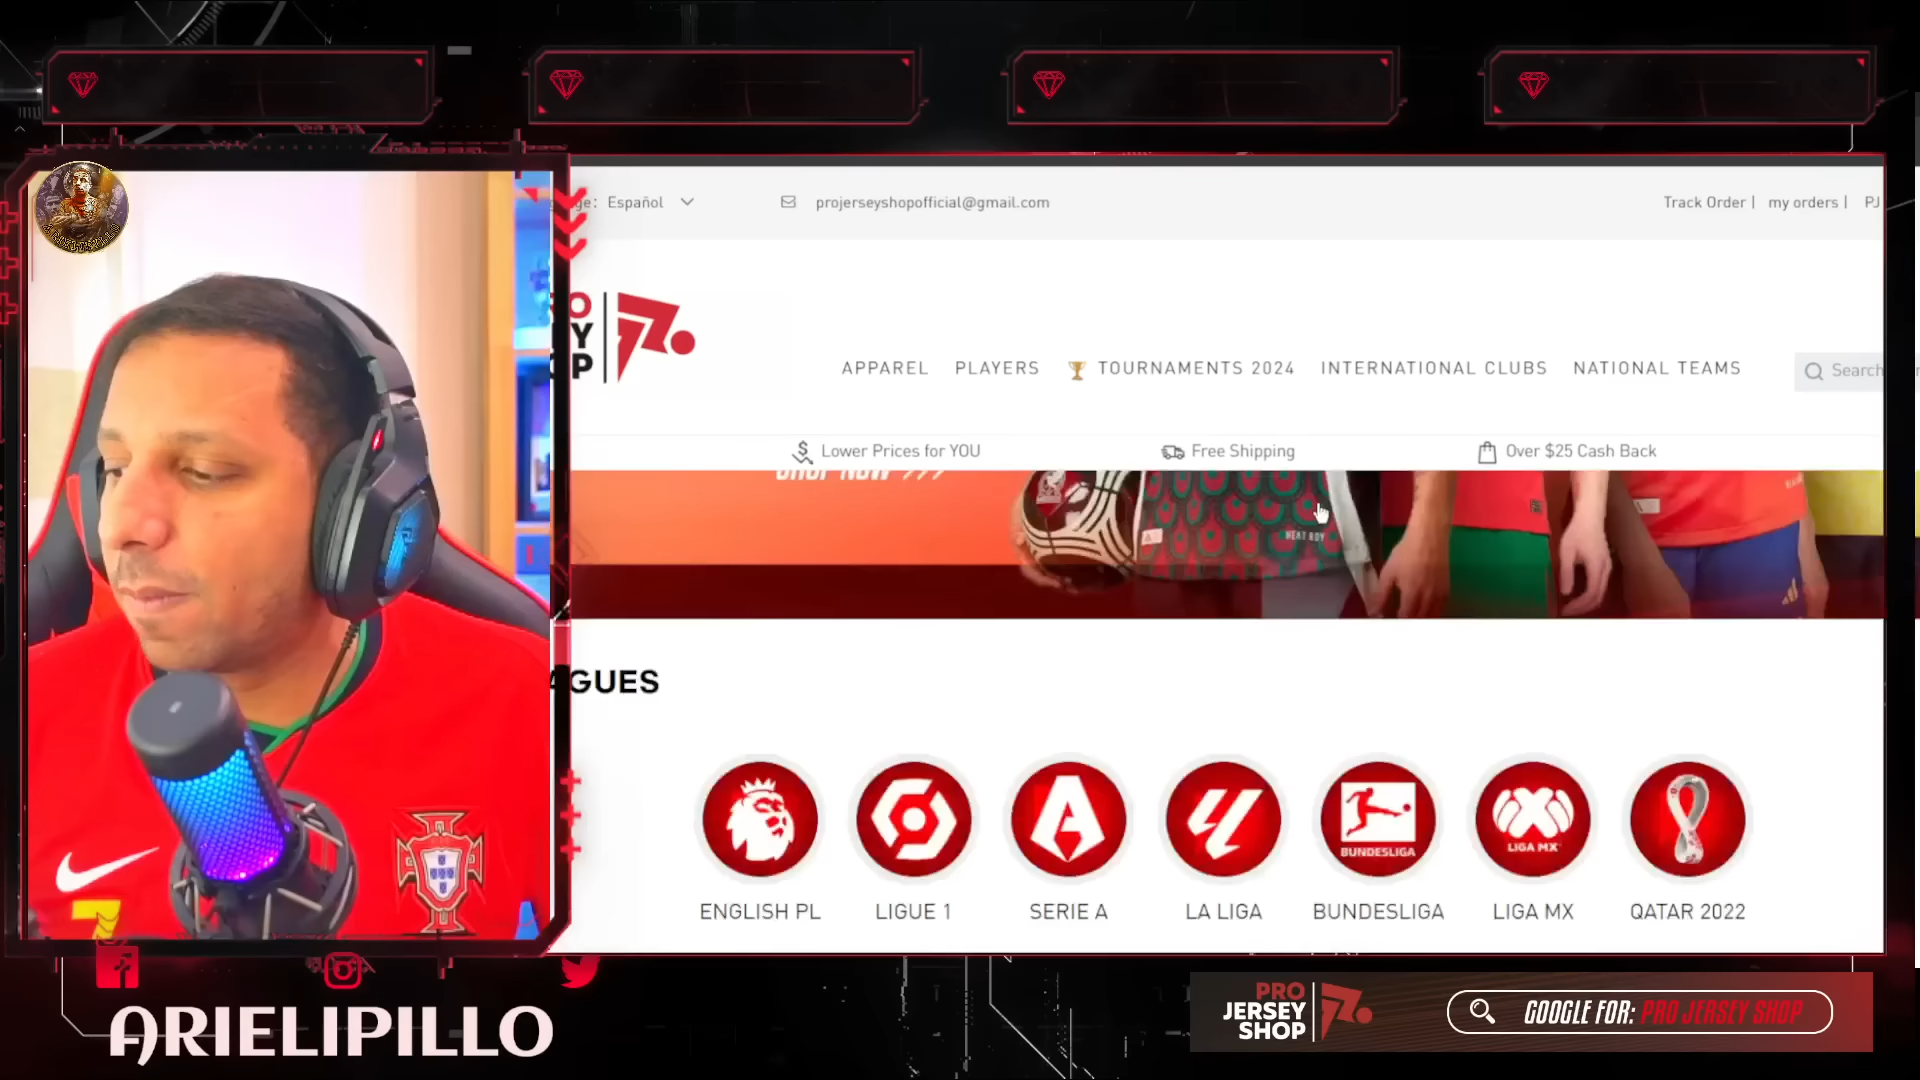 Español
projerseyshopofficial@gmail.com
Track Order |
my orders |
PJ
APPAREL
PLAYERS
TOURNAMENTS 2024
INTERNATIONAL CLUBS
NATIONAL TEAMS
Search
Lower Prices for YOU
Free Shipping
Over $25 Cash Back
HEAT RDY
BUNDESLIGA
LIGA MX
ENGLISH PL
LIGUE 1
SERIE A
LA LIGA
BUNDESLIGA
LIGA MX
QATAR 2022
ARIELIPILLO
PRO
JERSEY
SHOP
GOOGLE FOR: PRO JERSEY SHOP